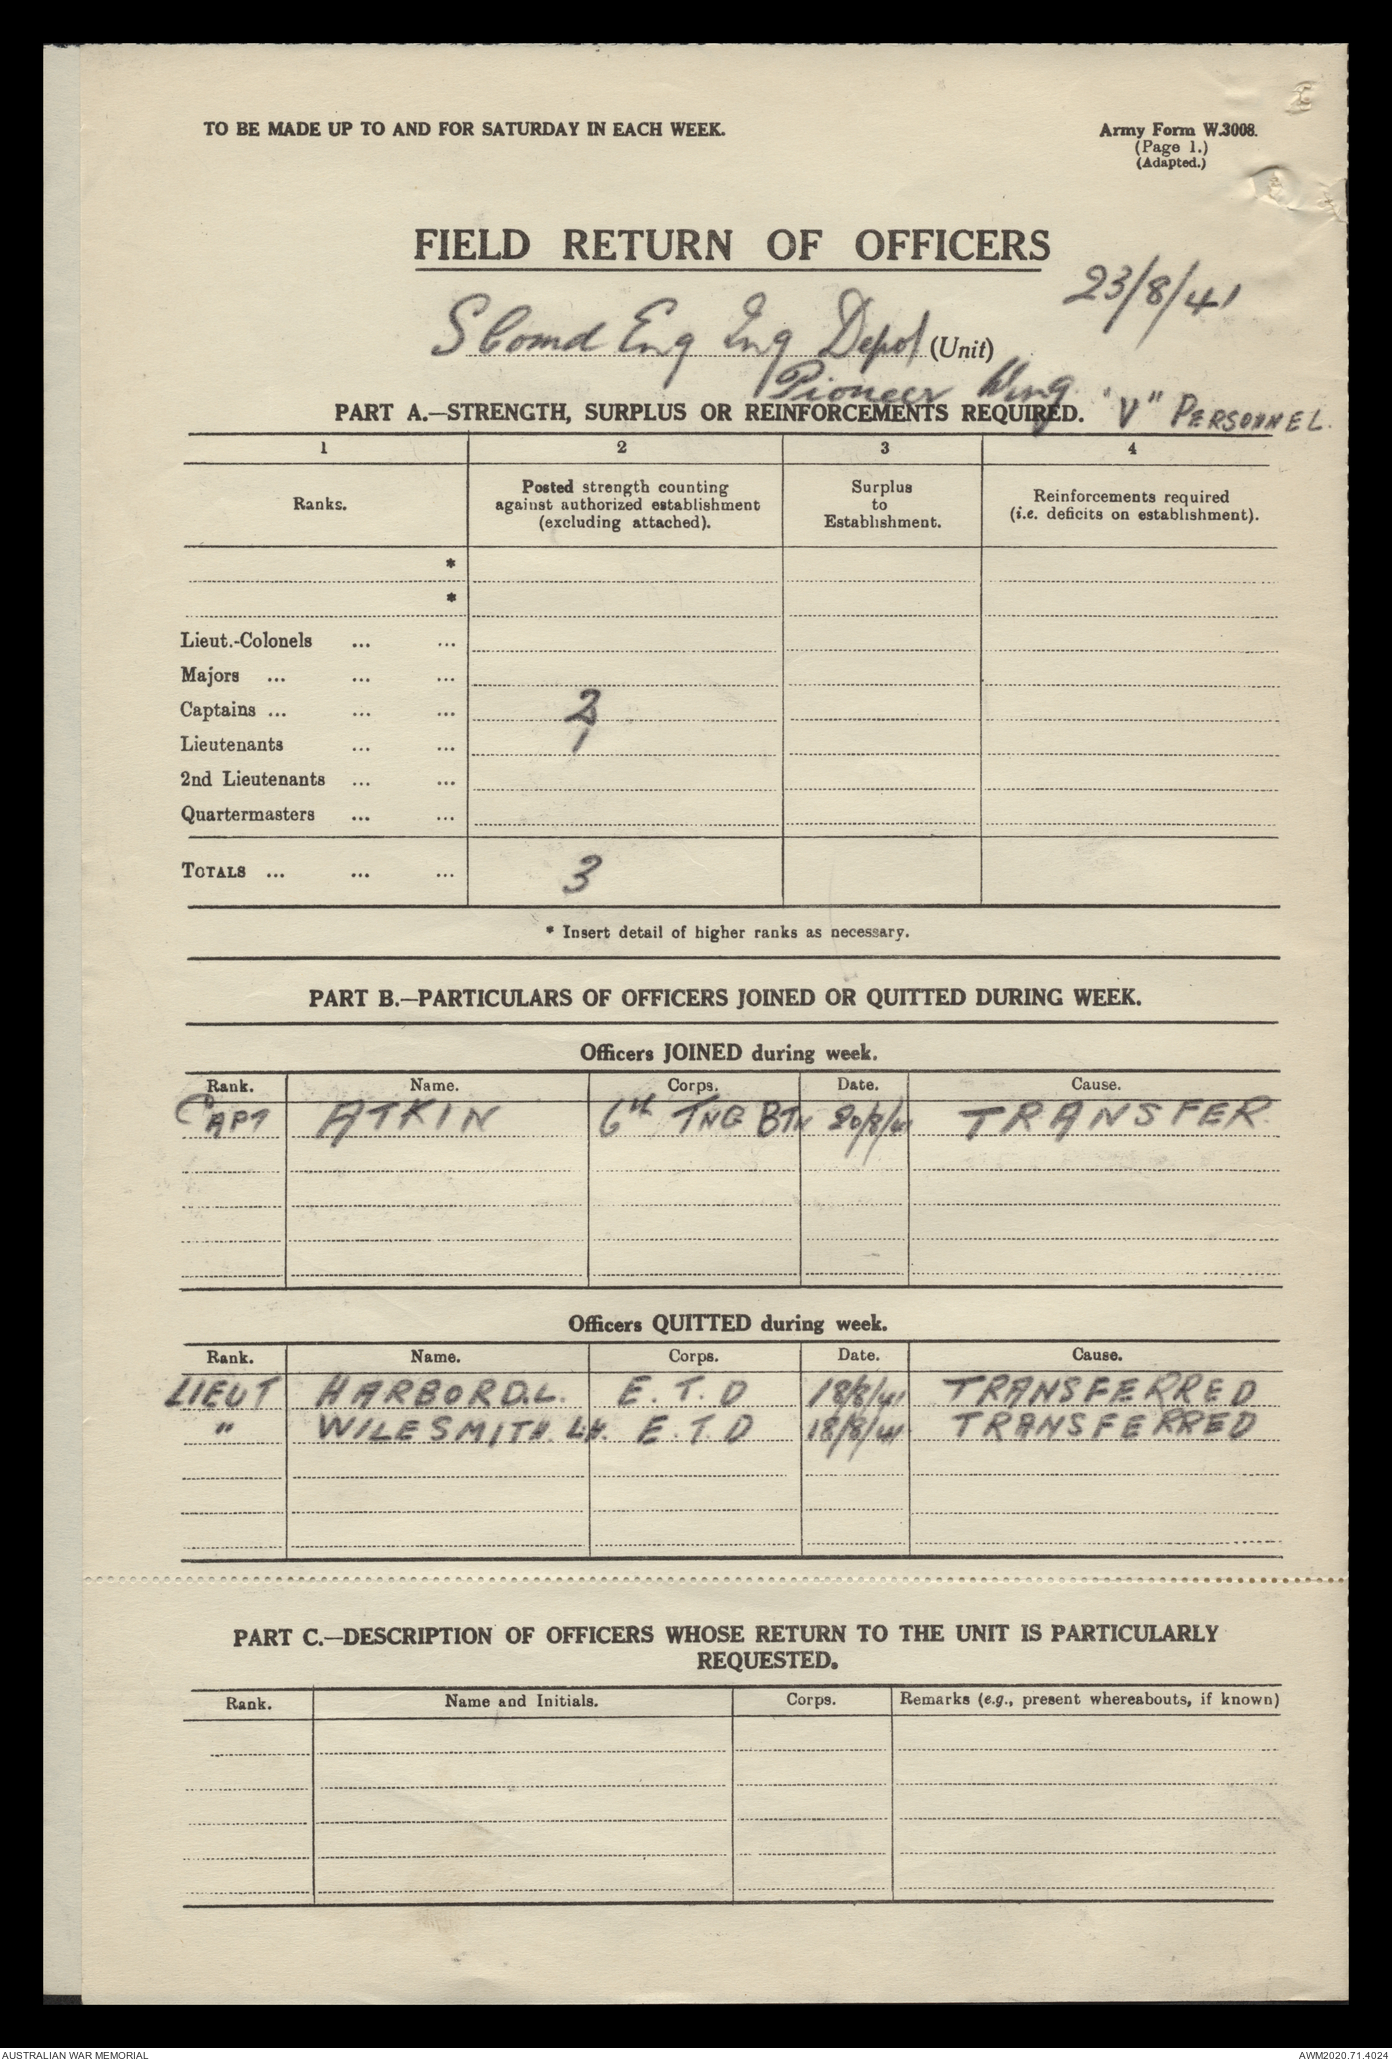 TO BE MADE UP TO AND FOR SATURDAY IN EACH WEEK.
Army Form W.3008.
(Page 1.)
(Adapted.)
FIELD RETURN OF OFFICERS
23/8/41
S Comd Eng Tng Depot (Unit)
Pioneer Wing "V" PERSONNEL.
PART A.—STRENGTH, SURPLUS OR REINFORCEMENTS REQUIRED.
1 2 3 4
Ranks. Posted strength counting against authorized establishment (excluding attached). Surplus to Establishment. Reinforcements required (i.e. deficits on establishment).
*
*
Lieut.-Colonels ... ...
Majors ... ... ...
Captains ... ... ... 2
Lieutenants ... ... 1
2nd Lieutenants ... ...
Quartermasters ... ...
TOTALS ... ... ... 3
* Insert detail of higher ranks as necessary.
PART B.—PARTICULARS OF OFFICERS JOINED OR QUITTED DURING WEEK.
Officers JOINED during week.
Rank. Name. Corps. Date. Cause.
CAPT ATKIN 6th TNG BTN 20/8/41 TRANSFER.
Officers QUITTED during week.
Rank. Name. Corps. Date. Cause.
LIEUT HARBORD.L. E.T.D 18/8/41 TRANSFERRED
" WILESMITH. L.H. E.T.D 18/8/41 TRANSFERRED
PART C.—DESCRIPTION OF OFFICERS WHOSE RETURN TO THE UNIT IS PARTICULARLY
REQUESTED.
Rank. Name and Initials. Corps. Remarks (e.g., present whereabouts, if known)
AUSTRALIAN WAR MEMORIAL
AWM2020.71.4024